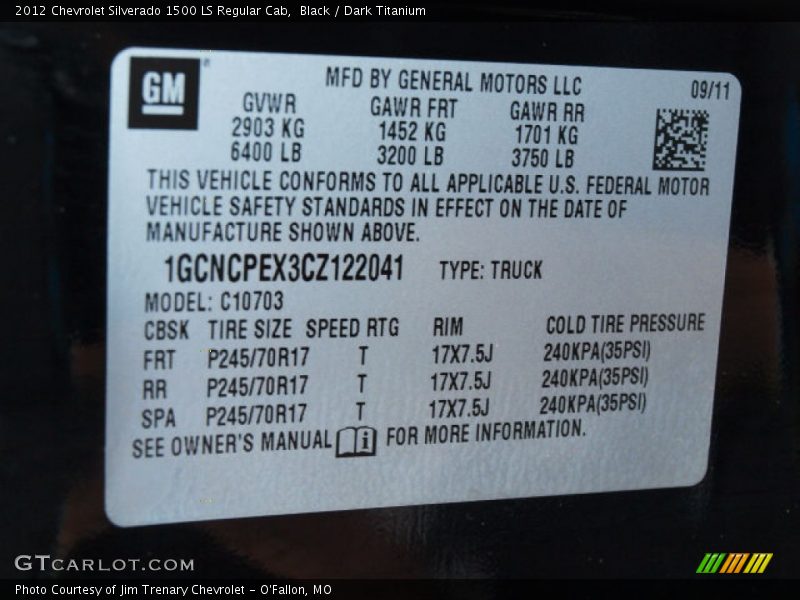 2012 Chevrolet Silverado 1500 LS Regular Cab, Black / Dark Titanium
GM
MFD BY GENERAL MOTORS LLC 09/11
GVWR GAWR FRT GAWR RR
2903 KG 1452 KG 1701 KG
6400 LB 3200 LB 3750 LB
THIS VEHICLE CONFORMS TO ALL APPLICABLE U.S. FEDERAL MOTOR
VEHICLE SAFETY STANDARDS IN EFFECT ON THE DATE OF
MANUFACTURE SHOWN ABOVE.
1GCNCPEX3CZ122041 TYPE: TRUCK
MODEL: C10703
CBSK TIRE SIZE SPEED RTG RIM COLD TIRE PRESSURE
FRT P245/70R17 T 17X7.5J 240KPA(35PSI)
RR P245/70R17 T 17X7.5J 240KPA(35PSI)
SPA P245/70R17 T 17X7.5J 240KPA(35PSI)
SEE OWNER'S MANUAL i FOR MORE INFORMATION.
GTCARLOT.COM
Photo Courtesy of Jim Trenary Chevrolet - O'Fallon, MO